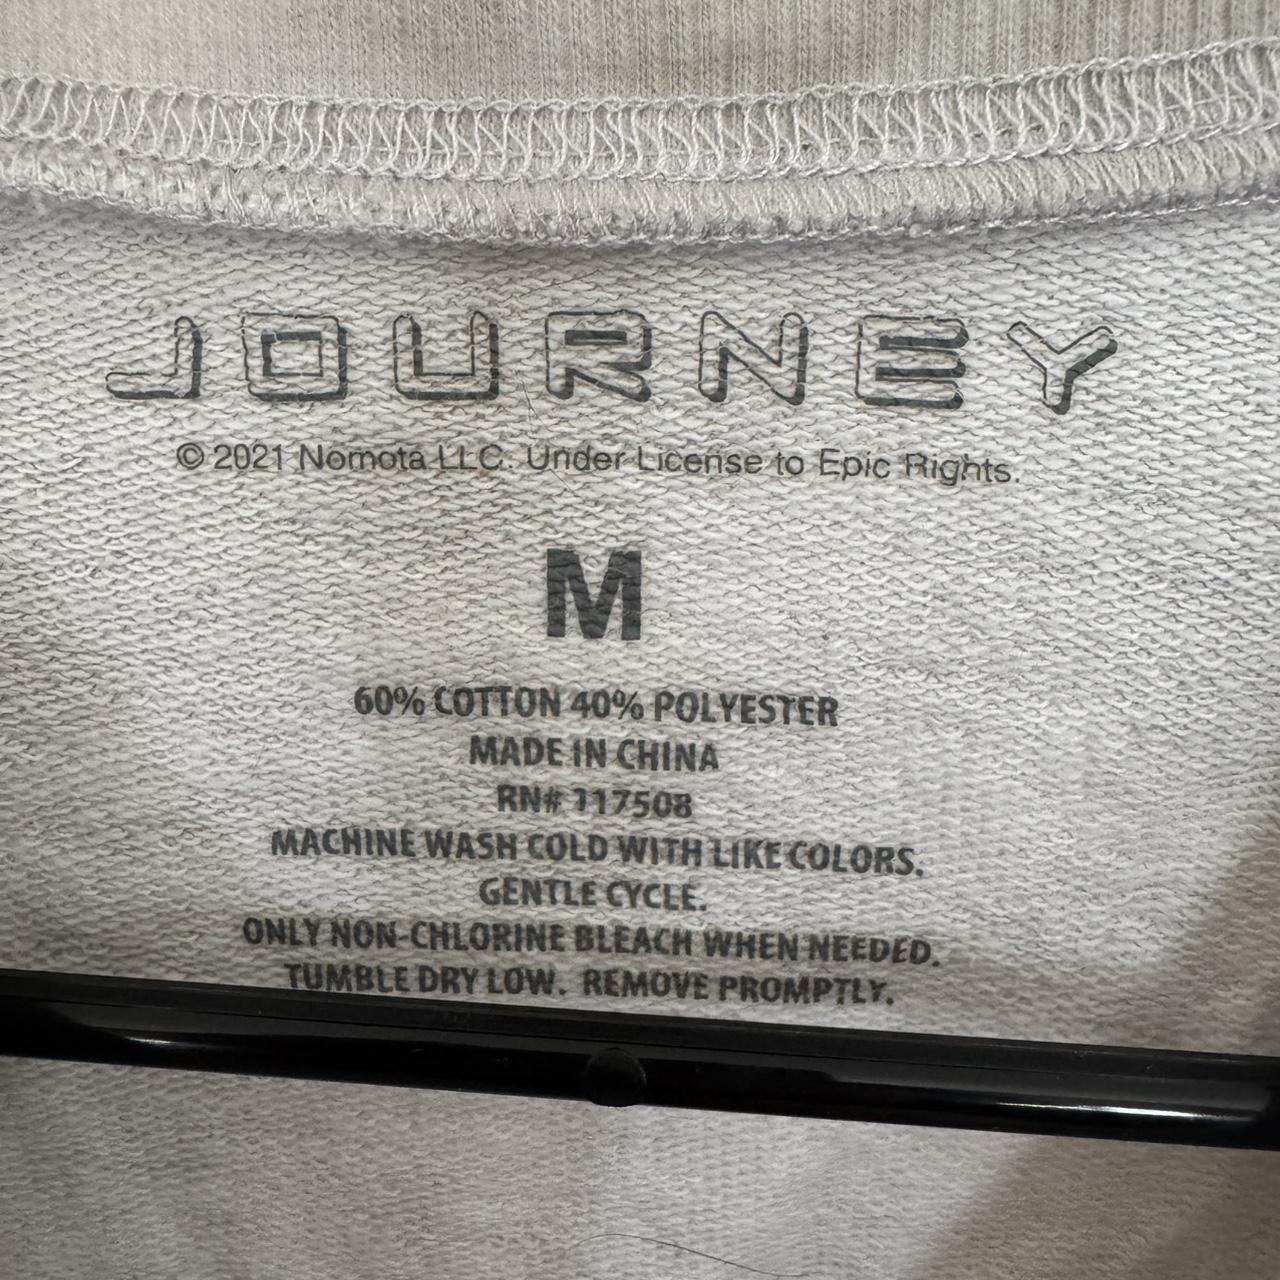 JOURNEY
© 2021 Nomota LLC. Under License to Epic Rights.
M
60% COTTON 40% POLYESTER
MADE IN CHINA
RN# 117508
MACHINE WASH COLD WITH LIKE COLORS.
GENTLE CYCLE.
ONLY NON-CHLORINE BLEACH WHEN NEEDED.
TUMBLE DRY LOW. REMOVE PROMPTLY.